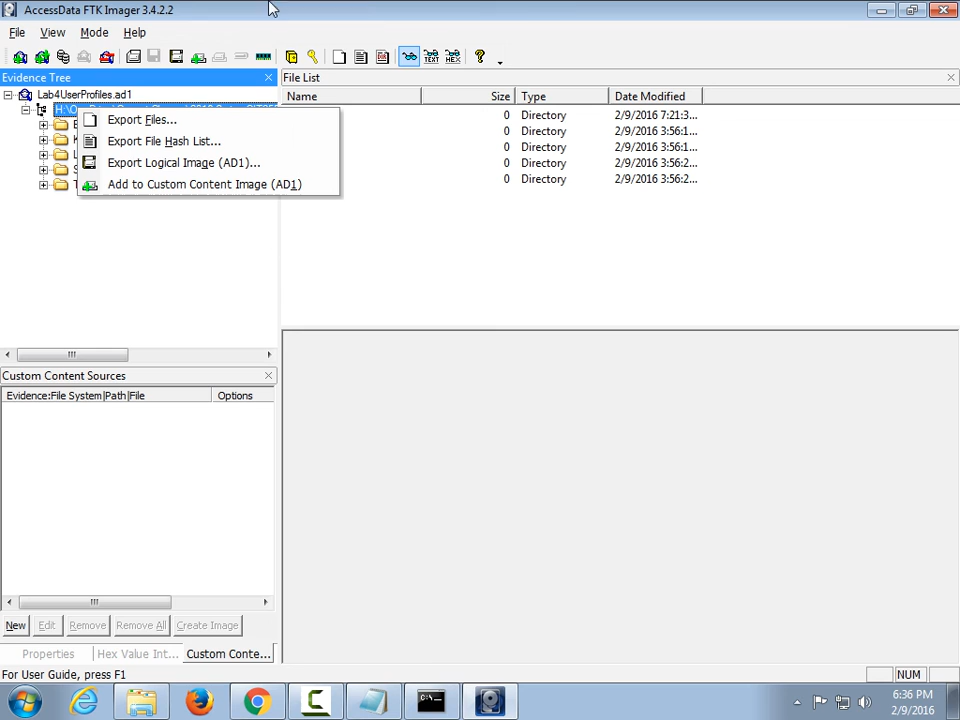 AccessData FTK Imager 3.4.2.2
File View Mode Help
Evidence Tree
Lab4UserProfiles.ad1
Export Files...
Export File Hash List...
Export Logical Image (AD1)...
Add to Custom Content Image (AD1)
File List
Name Size Type Date Modified
0 Directory 2/9/2016 7:21:3...
0 Directory 2/9/2016 3:56:1...
0 Directory 2/9/2016 3:56:1...
0 Directory 2/9/2016 3:56:2...
0 Directory 2/9/2016 3:56:2...
Custom Content Sources
Evidence:File System|Path|File Options
New Edit Remove Remove All Create Image
Properties Hex Value Int... Custom Conte...
For User Guide, press F1
NUM
6:36 PM
2/9/2016